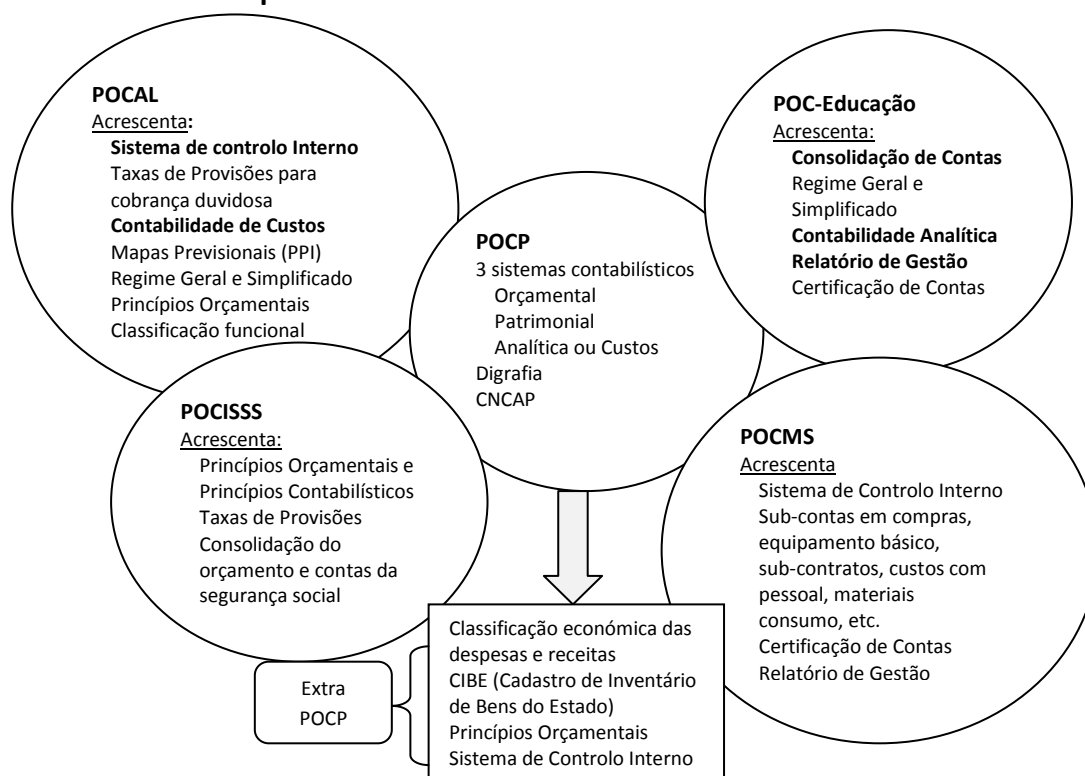 POCAL
Acrescenta:
Sistema de controlo Interno
Taxas de Provisões para
cobrança duvidosa
Contabilidade de Custos
Mapas Previsionais (PPI)
Regime Geral e Simplificado
Princípios Orçamentais
Classificação funcional
POC-Educação
Acrescenta:
Consolidação de Contas
Regime Geral e
Simplificado
Contabilidade Analítica
Relatório de Gestão
Certificação de Contas
POCP
3 sistemas contabilísticos
Orçamental
Patrimonial
Analítica ou Custos
Digrafia
CNCAP
POCISSS
Acrescenta:
Princípios Orçamentais e
Princípios Contabilísticos
Taxas de Provisões
Consolidação do
orçamento e contas da
segurança social
POCMS
Acrescenta
Sistema de Controlo Interno
Sub-contas em compras,
equipamento básico,
sub-contratos, custos com
pessoal, materiais
consumo, etc.
Certificação de Contas
Relatório de Gestão
Extra
POCP
Classificação económica das
despesas e receitas
CIBE (Cadastro de Inventário
de Bens do Estado)
Princípios Orçamentais
Sistema de Controlo Interno